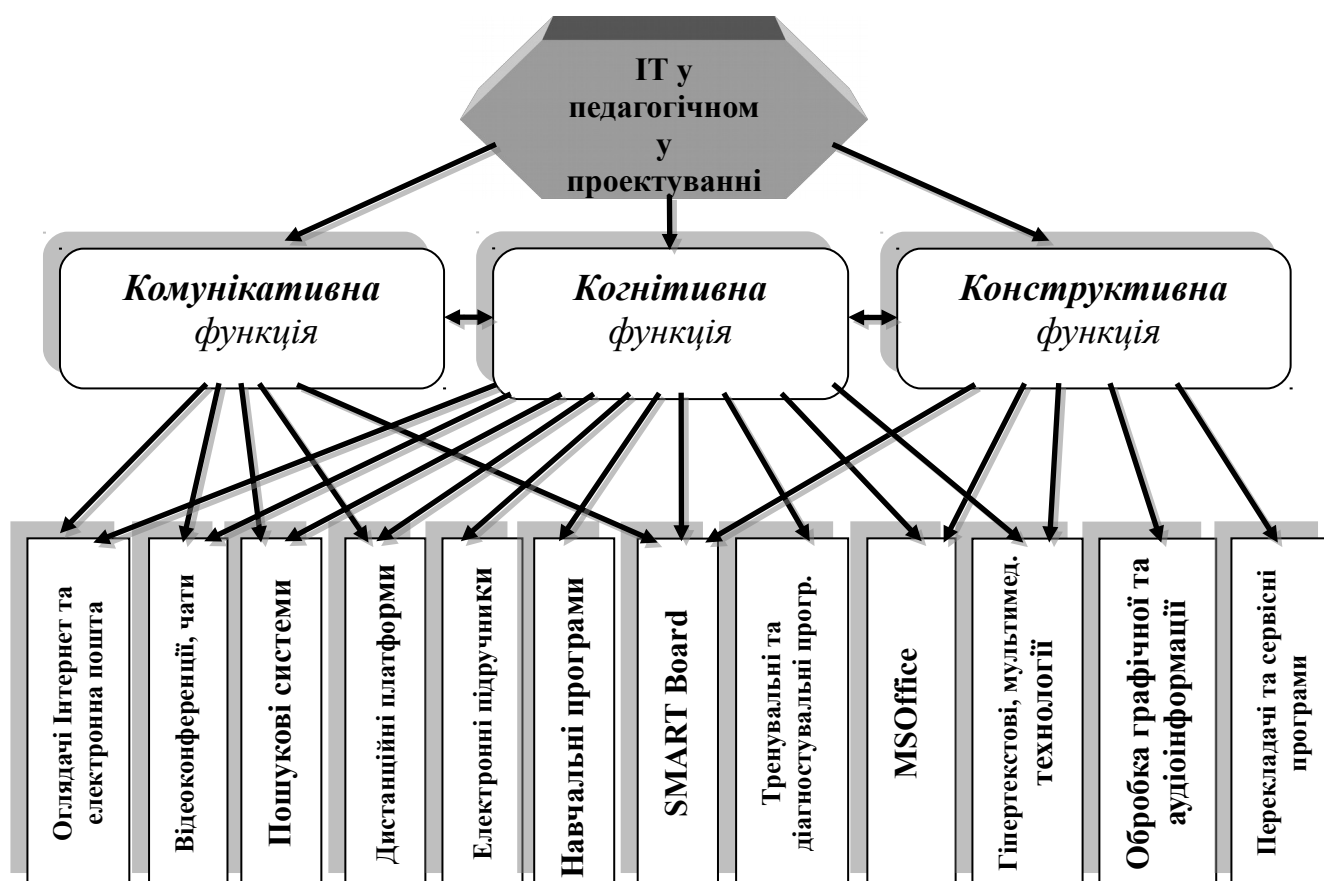 ІТ у
педагогічном
у
проектуванні
Комунікативна
функція
Когнітивна
функція
Конструктивна
функція
Оглядачі Інтернет та
електронна пошта
Відеоконференції, чати
Пошукові системи
Дистанційні платформи
Електронні підручники
Навчальні програми
SMART Board
Тренувальні та
діагностувальні прогр.
MSOffice
Гіпертекстові, мультимед.
технології
Обробка графічної та
аудіоінформації
Перекладачі та сервісні
програми